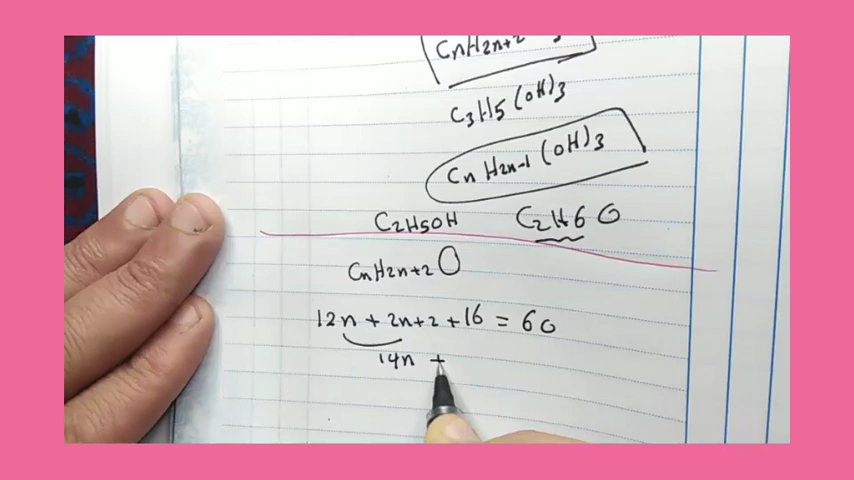 CnH2n+2
C3H5(OH)3
CnH2n-1(OH)3
C2H5OH C2H6O
CnH2n+2O
12n + 2n+2 +16 = 60
14n +